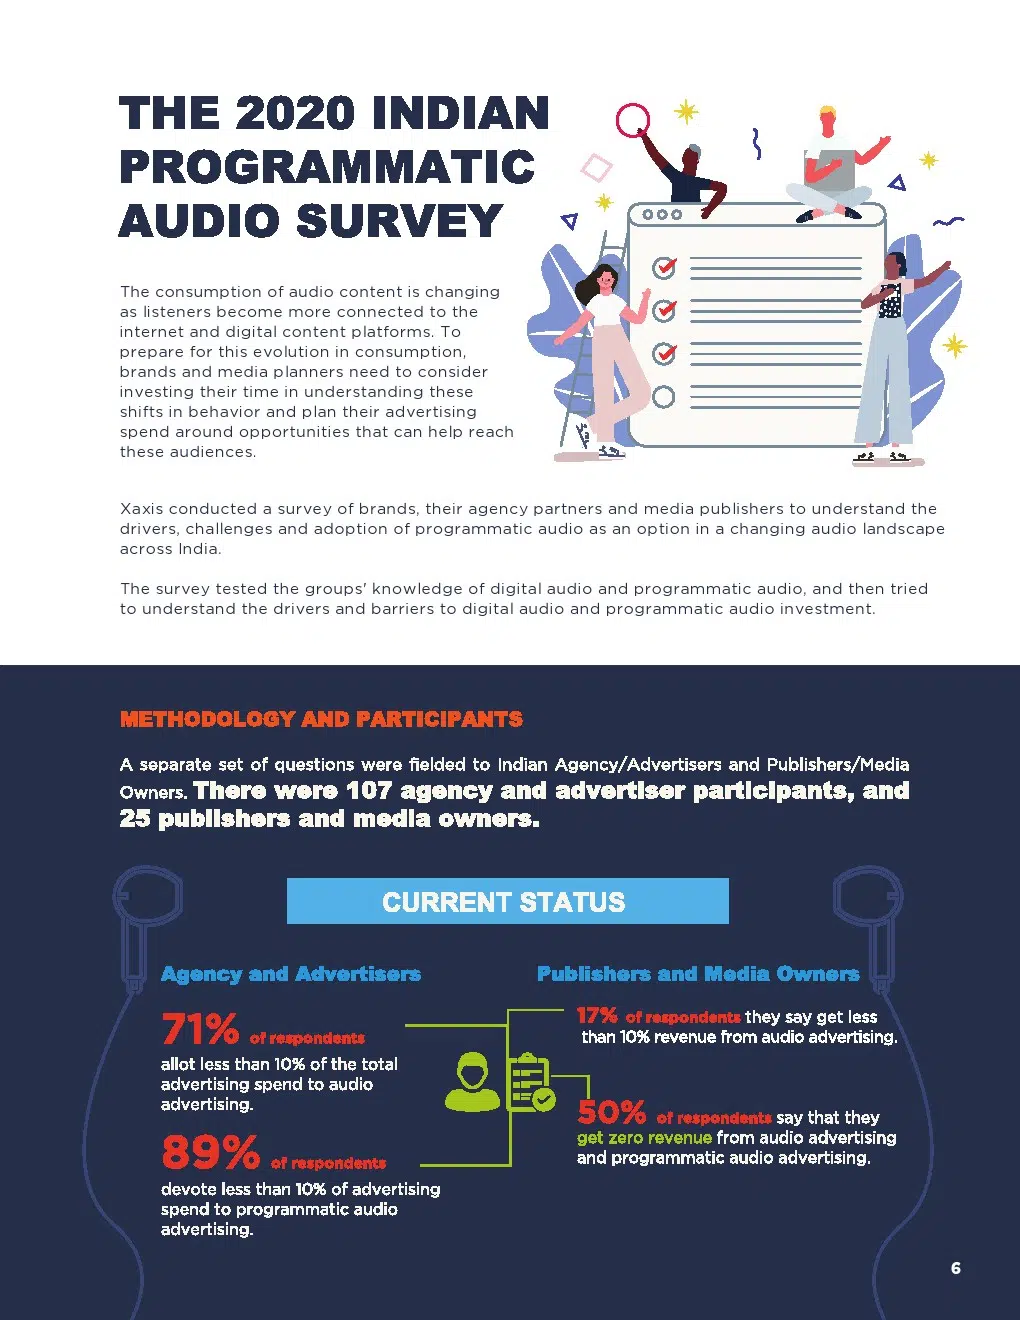 THE 2020 INDIAN
PROGRAMMATIC
AUDIO SURVEY
The consumption of audio content is changing
as listeners become more connected to the
internet and digital content platforms. To
prepare for this evolution in consumption,
brands and media planners need to consider
investing their time in understanding these
shifts in behavior and plan their advertising
spend around opportunities that can help reach
these audiences.
Xaxis conducted a survey of brands, their agency partners and media publishers to understand the
drivers, challenges and adoption of programmatic audio as an option in a changing audio landscape
across India.
The survey tested the groups' knowledge of digital audio and programmatic audio, and then tried
to understand the drivers and barriers to digital audio and programmatic audio investment.
METHODOLOGY AND PARTICIPANTS
A separate set of questions were fielded to Indian Agency/Advertisers and Publishers/Media
Owners. There were 107 agency and advertiser participants, and
25 publishers and media owners.
CURRENT STATUS
Agency and Advertisers
71% of respondents
allot less than 10% of the total
advertising spend to audio
advertising.
89% of respondents
devote less than 10% of advertising
spend to programmatic audio
advertising.
Publishers and Media Owners
17% of respondents they say get less
than 10% revenue from audio advertising.
50% of respondents say that they
get zero revenue from audio advertising
and programmatic audio advertising.
6